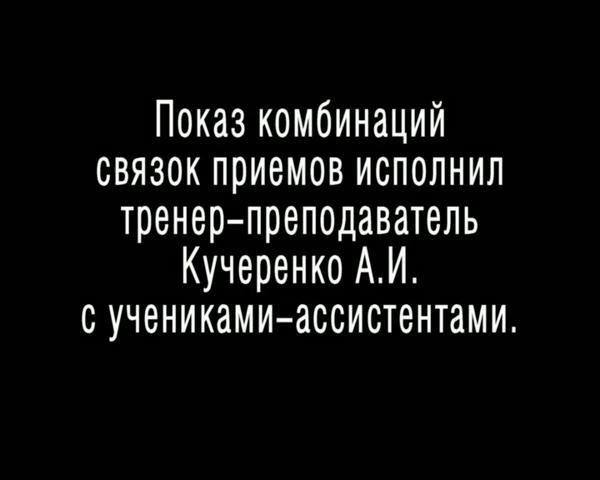 Показ комбинаций
связок приемов исполнил
тренер-преподаватель
Кучеренко А.И.
с учениками-ассистентами.